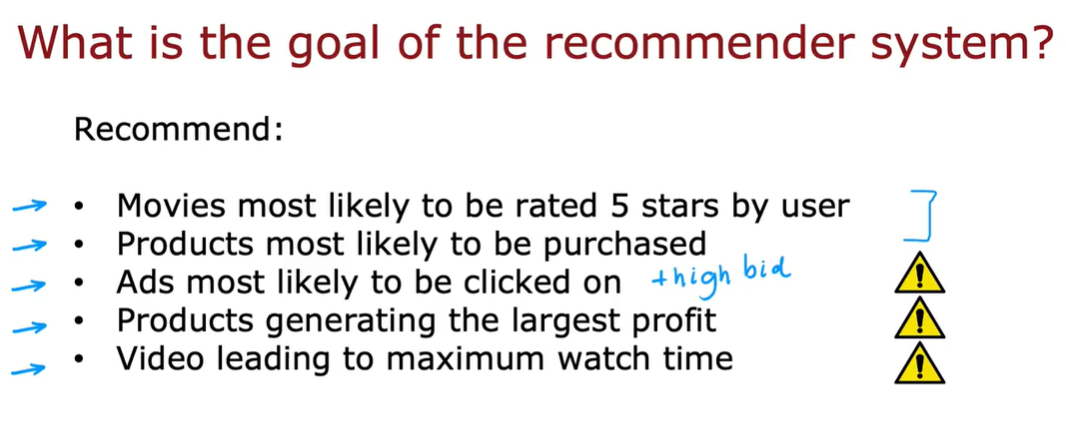 What is the goal of the recommender system?
Recommend:
• Movies most likely to be rated 5 stars by user
• Products most likely to be purchased
• Ads most likely to be clicked on +high bid
• Products generating the largest profit
• Video leading to maximum watch time